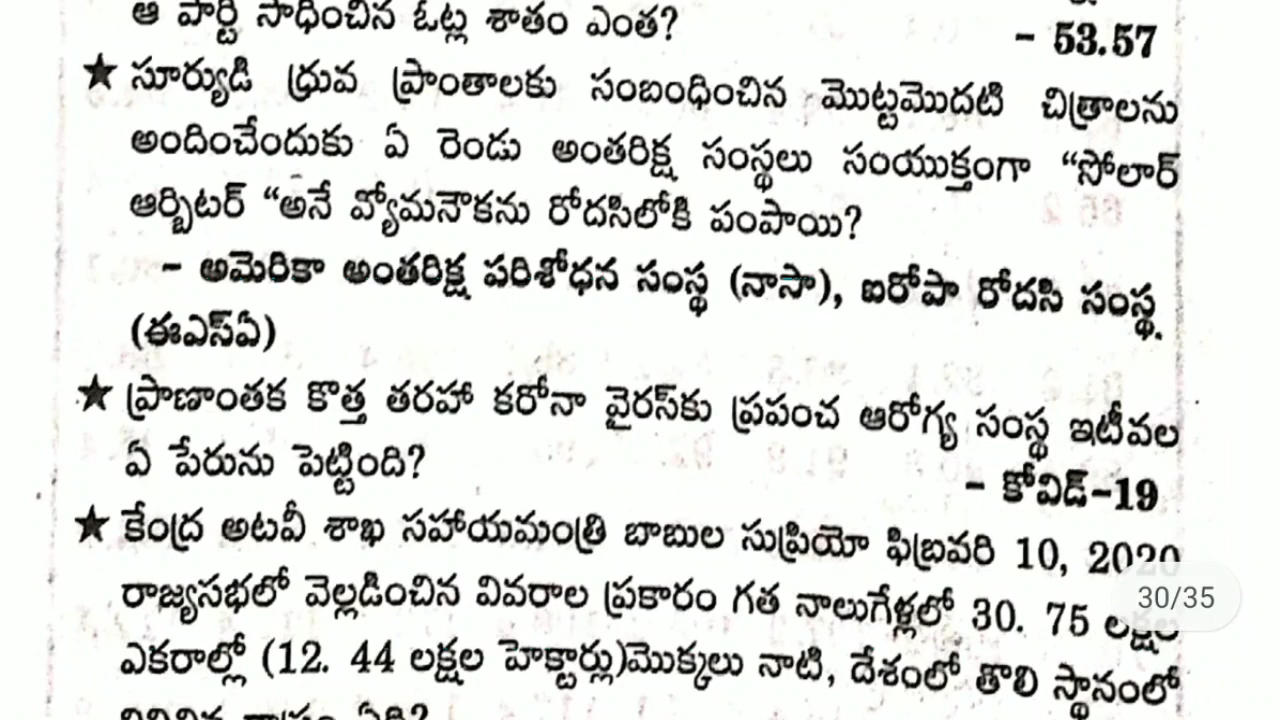 ఆ పార్టీ సాధించిన ఓట్ల శాతం ఎంత?
- 53.57
★ సూర్యుడి ధ్రువ ప్రాంతాలకు సంబంధించిన మొట్టమొదటి చిత్రాలను
అందించేందుకు ఏ రెండు అంతరిక్ష సంస్థలు సంయుక్తంగా “సోలార్
ఆర్బిటర్ “అనే వ్యోమనౌకను రోదసిలోకి పంపాయి?
- అమెరికా అంతరిక్ష పరిశోధన సంస్థ (నాసా), ఐరోపా రోదసి సంస్థ.
(ఈఎస్ఏ)
★ ప్రాణాంతక కొత్త తరహా కరోనా వైరస్‌కు ప్రపంచ ఆరోగ్య సంస్థ ఇటీవల
ఏ పేరును పెట్టింది?
- కోవిడ్-19
★ కేంద్ర అటవీ శాఖ సహాయమంత్రి బాబుల సుప్రియో ఫిబ్రవరి 10, 2020
రాజ్యసభలో వెల్లడించిన వివరాల ప్రకారం గత నాలుగేళ్లలో 30. 75 లక్షల
30/35
ఎకరాల్లో (12. 44 లక్షల హెక్టార్లు)మొక్కలు నాటి, దేశంలో తొలి స్థానంలో